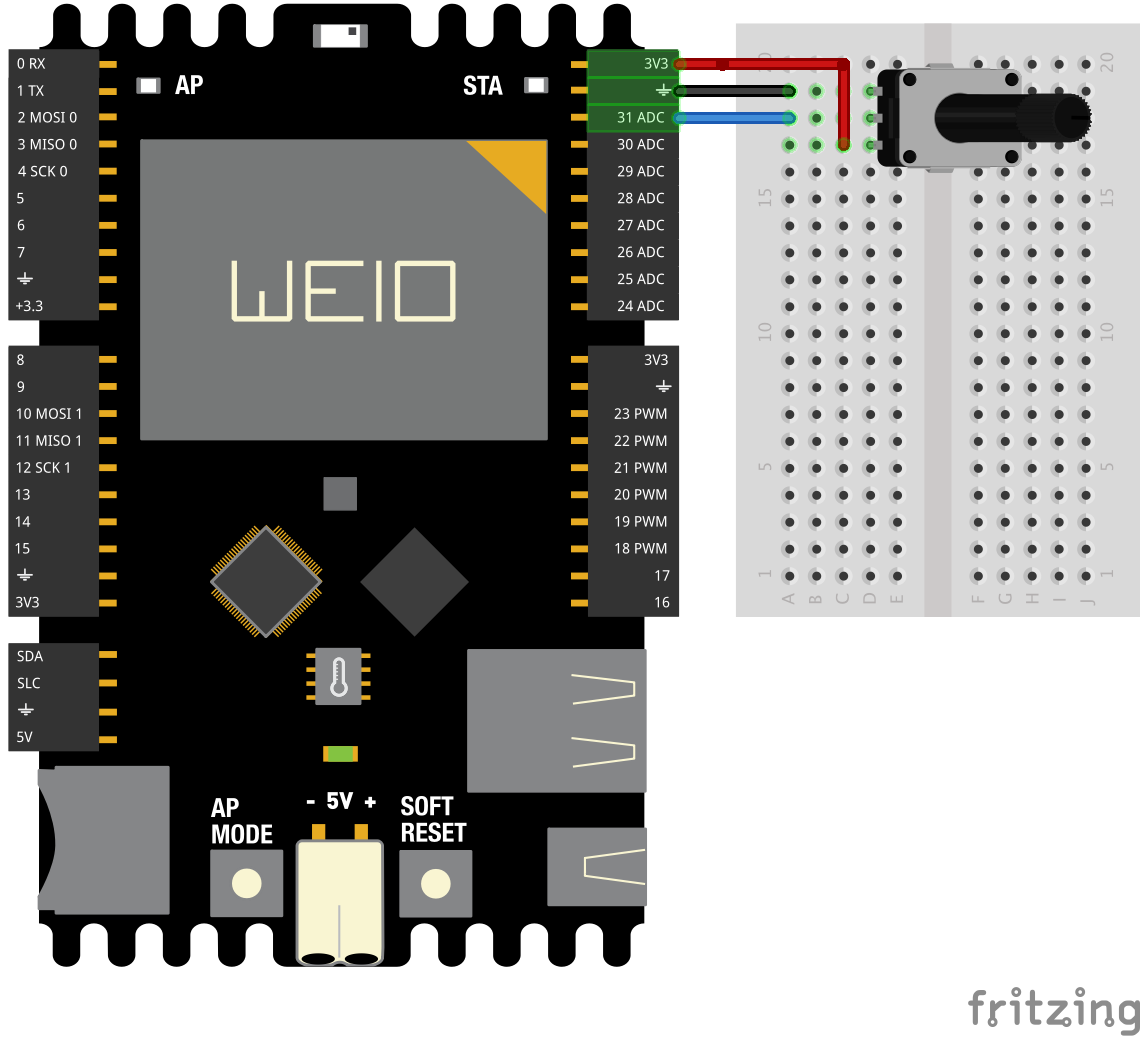 AP
STA
0 RX
1 TX
2 MOSI 0
3 MISO 0
4 SCK 0
5
6
7
+3.3
8
9
10 MOSI 1
11 MISO 1
12 SCK 1
13
14
15
3V3
SDA
SLC
5V
WEIO
3V3
31 ADC
30 ADC
29 ADC
28 ADC
27 ADC
26 ADC
25 ADC
24 ADC
3V3
23 PWM
22 PWM
21 PWM
20 PWM
19 PWM
18 PWM
17
16
AP
MODE
- 5V +
SOFT
RESET
20 20
15 15
10 10
5 5
1 1
A B C D E F G H I J
fritzing